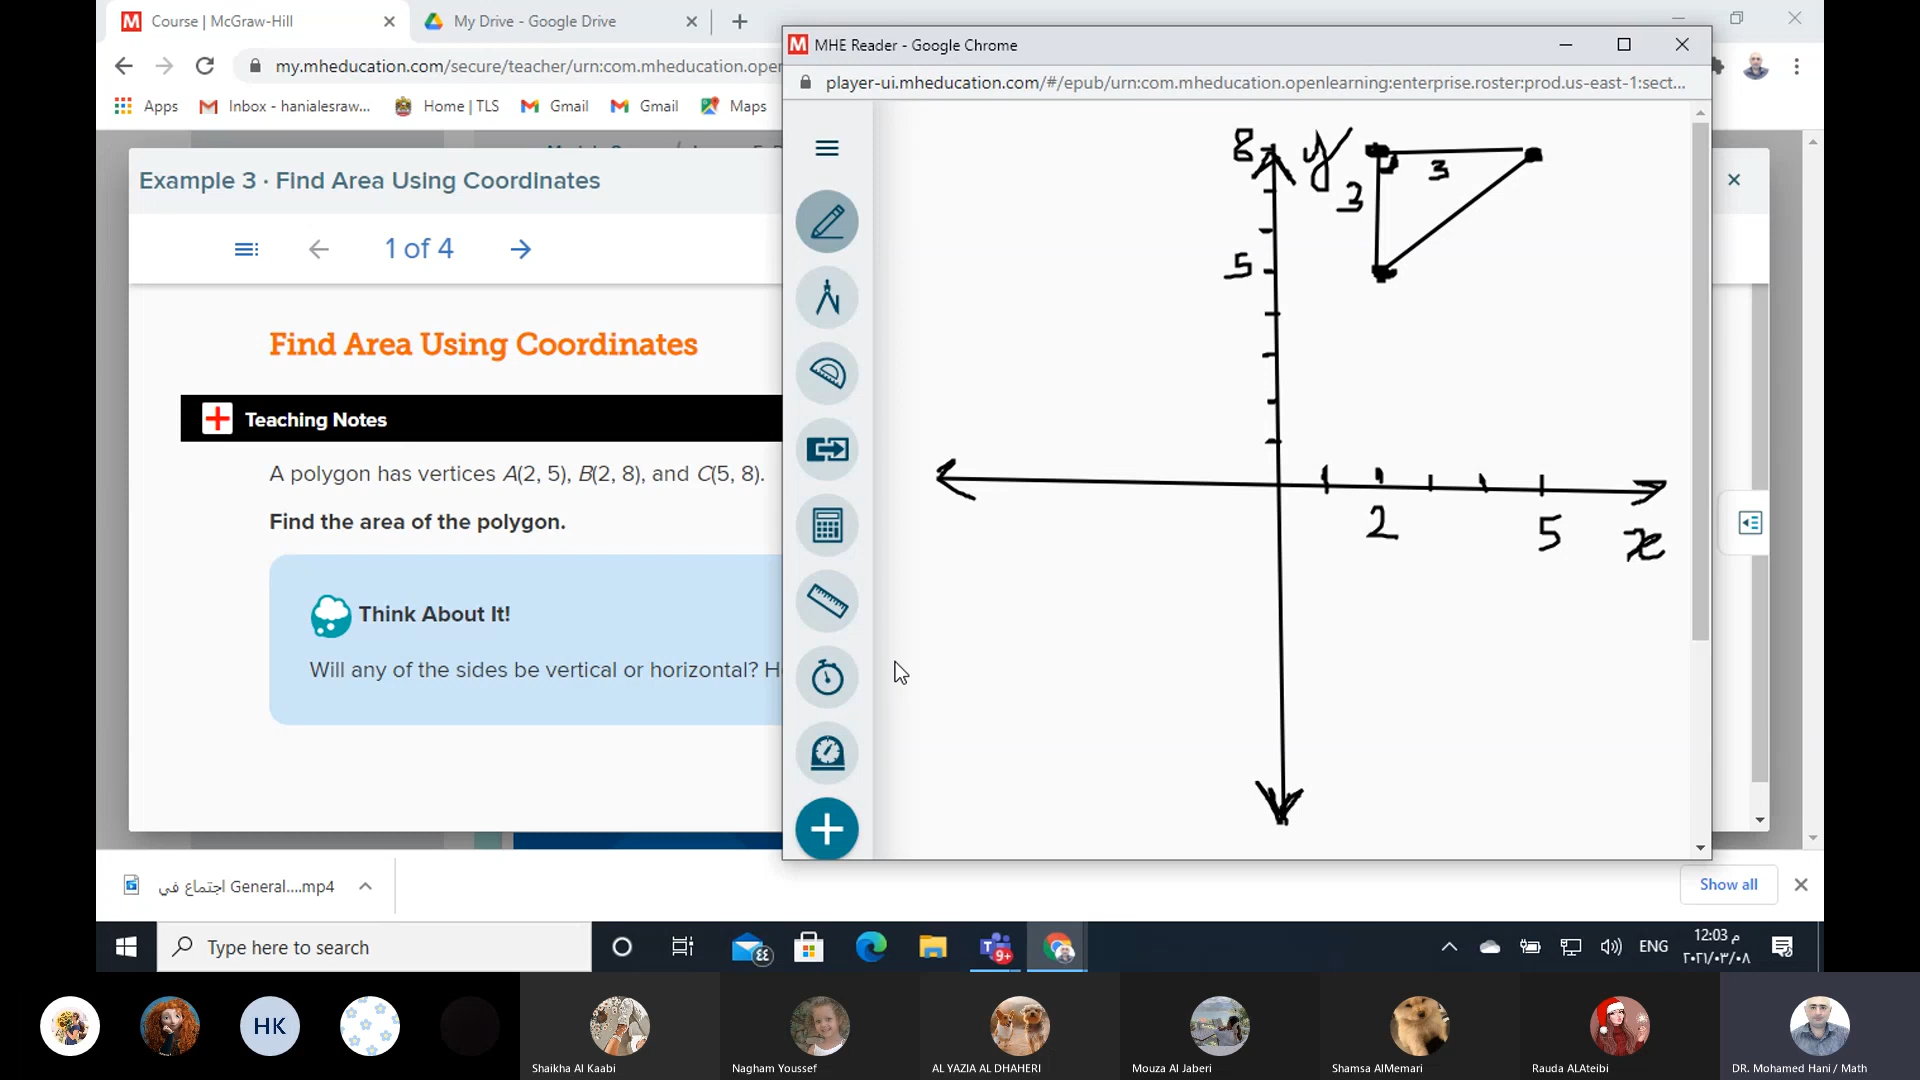 Course | McGraw-Hill
My Drive - Google Drive
my.mheducation.com/secure/teacher/urn:com.mheducation.open
Apps
Inbox - hanialesraw...
Home | TLS
Gmail
Gmail
Maps
MHE Reader - Google Chrome
player-ui.mheducation.com/#/epub/urn:com.mheducation.openlearning:enterprise.roster:prod.us-east-1:sect...
Example 3 · Find Area Using Coordinates
1 of 4
Find Area Using Coordinates
Teaching Notes
A polygon has vertices A(2, 5), B(2, 8), and C(5, 8).
Find the area of the polygon.
Think About It!
Will any of the sides be vertical or horizontal?
8 y
3
3
5
2
5
x
اجتماع في General....mp4
Show all
Type here to search
٤٤
9+
ENG
12:03 م
٢٠٢١/٠٣/٠٨
HK
Shaikha Al Kaabi
Nagham Youssef
AL YAZIA AL DHAHERI
Mouza Al Jaberi
Shamsa AlMemari
Rauda ALAteibi
DR. Mohamed Hani / Math